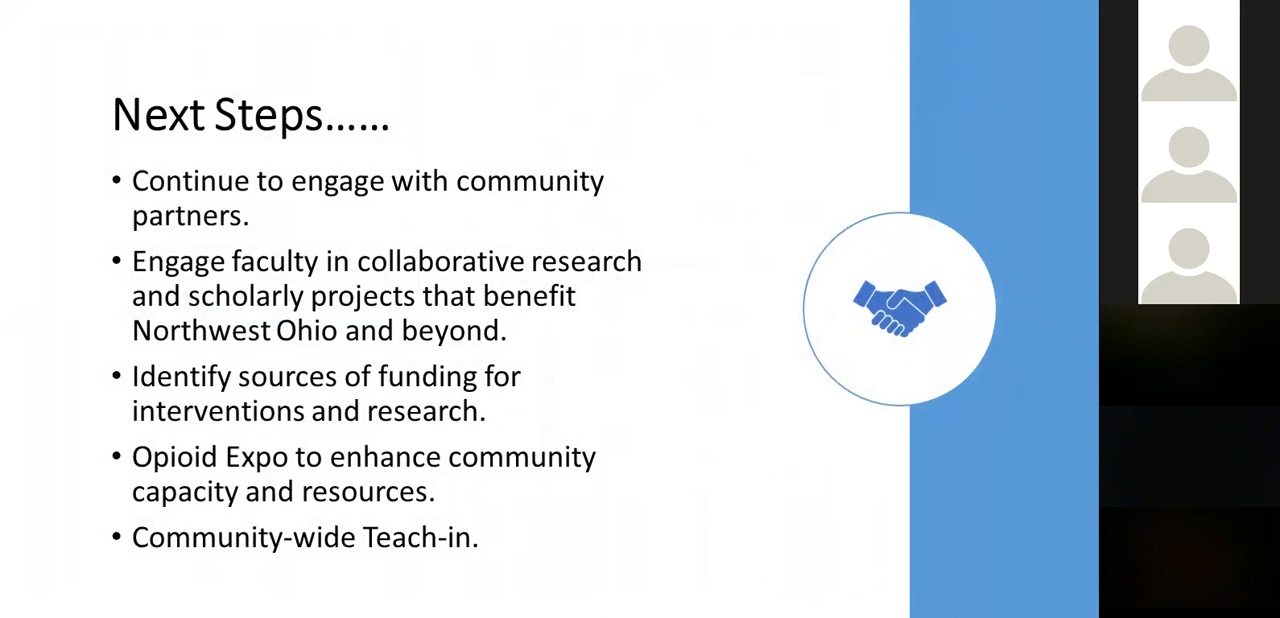 Next Steps......
• Continue to engage with community
partners.
• Engage faculty in collaborative research
and scholarly projects that benefit
Northwest Ohio and beyond.
• Identify sources of funding for
interventions and research.
• Opioid Expo to enhance community
capacity and resources.
• Community-wide Teach-in.